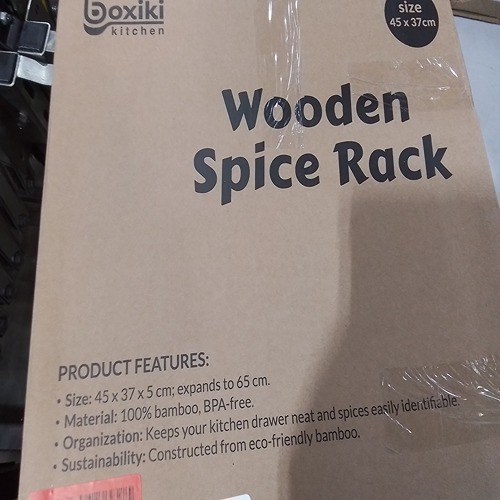 boxiki
kitchen
size
45 x 37cm
Wooden
Spice Rack
PRODUCT FEATURES:
• Size: 45 x 37 x 5 cm; expands to 65 cm.
• Material: 100% bamboo, BPA-free.
• Organization: Keeps your kitchen drawer neat and spices easily identifiable.
• Sustainability: Constructed from eco-friendly bamboo.